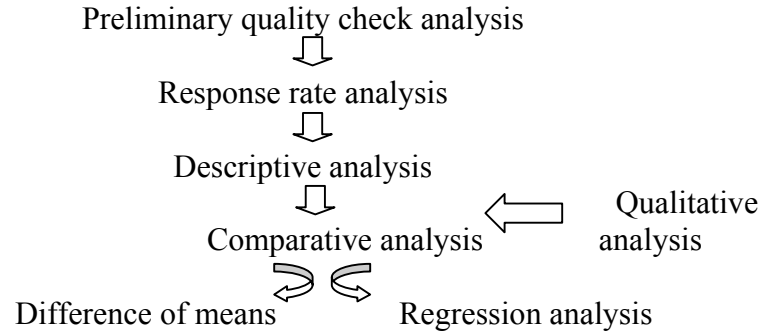 Preliminary quality check analysis
Response rate analysis
Descriptive analysis
Qualitative
analysis
Comparative analysis
Difference of means
Regression analysis